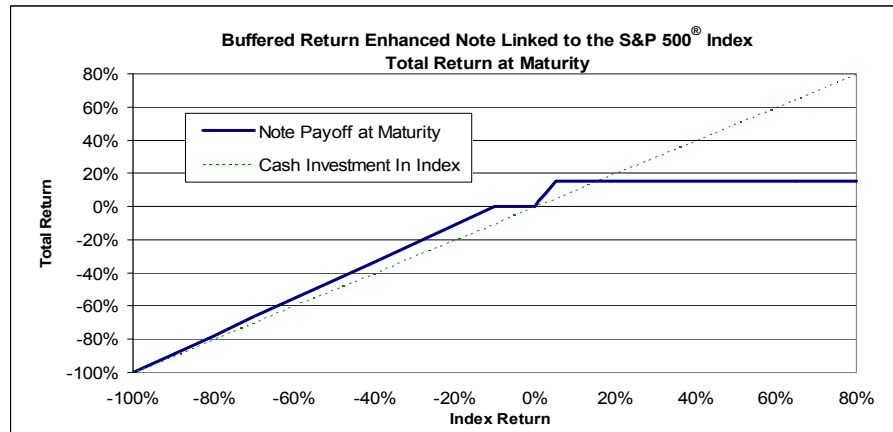 Buffered Return Enhanced Note Linked to the S&P 500® Index
Total Return at Maturity
80%
60%
40%
20%
0%
-20%
-40%
-60%
-80%
-100%
Total Return
Note Payoff at Maturity
Cash Investment In Index
-100% -80% -60% -40% -20% 0% 20% 40% 60% 80%
Index Return